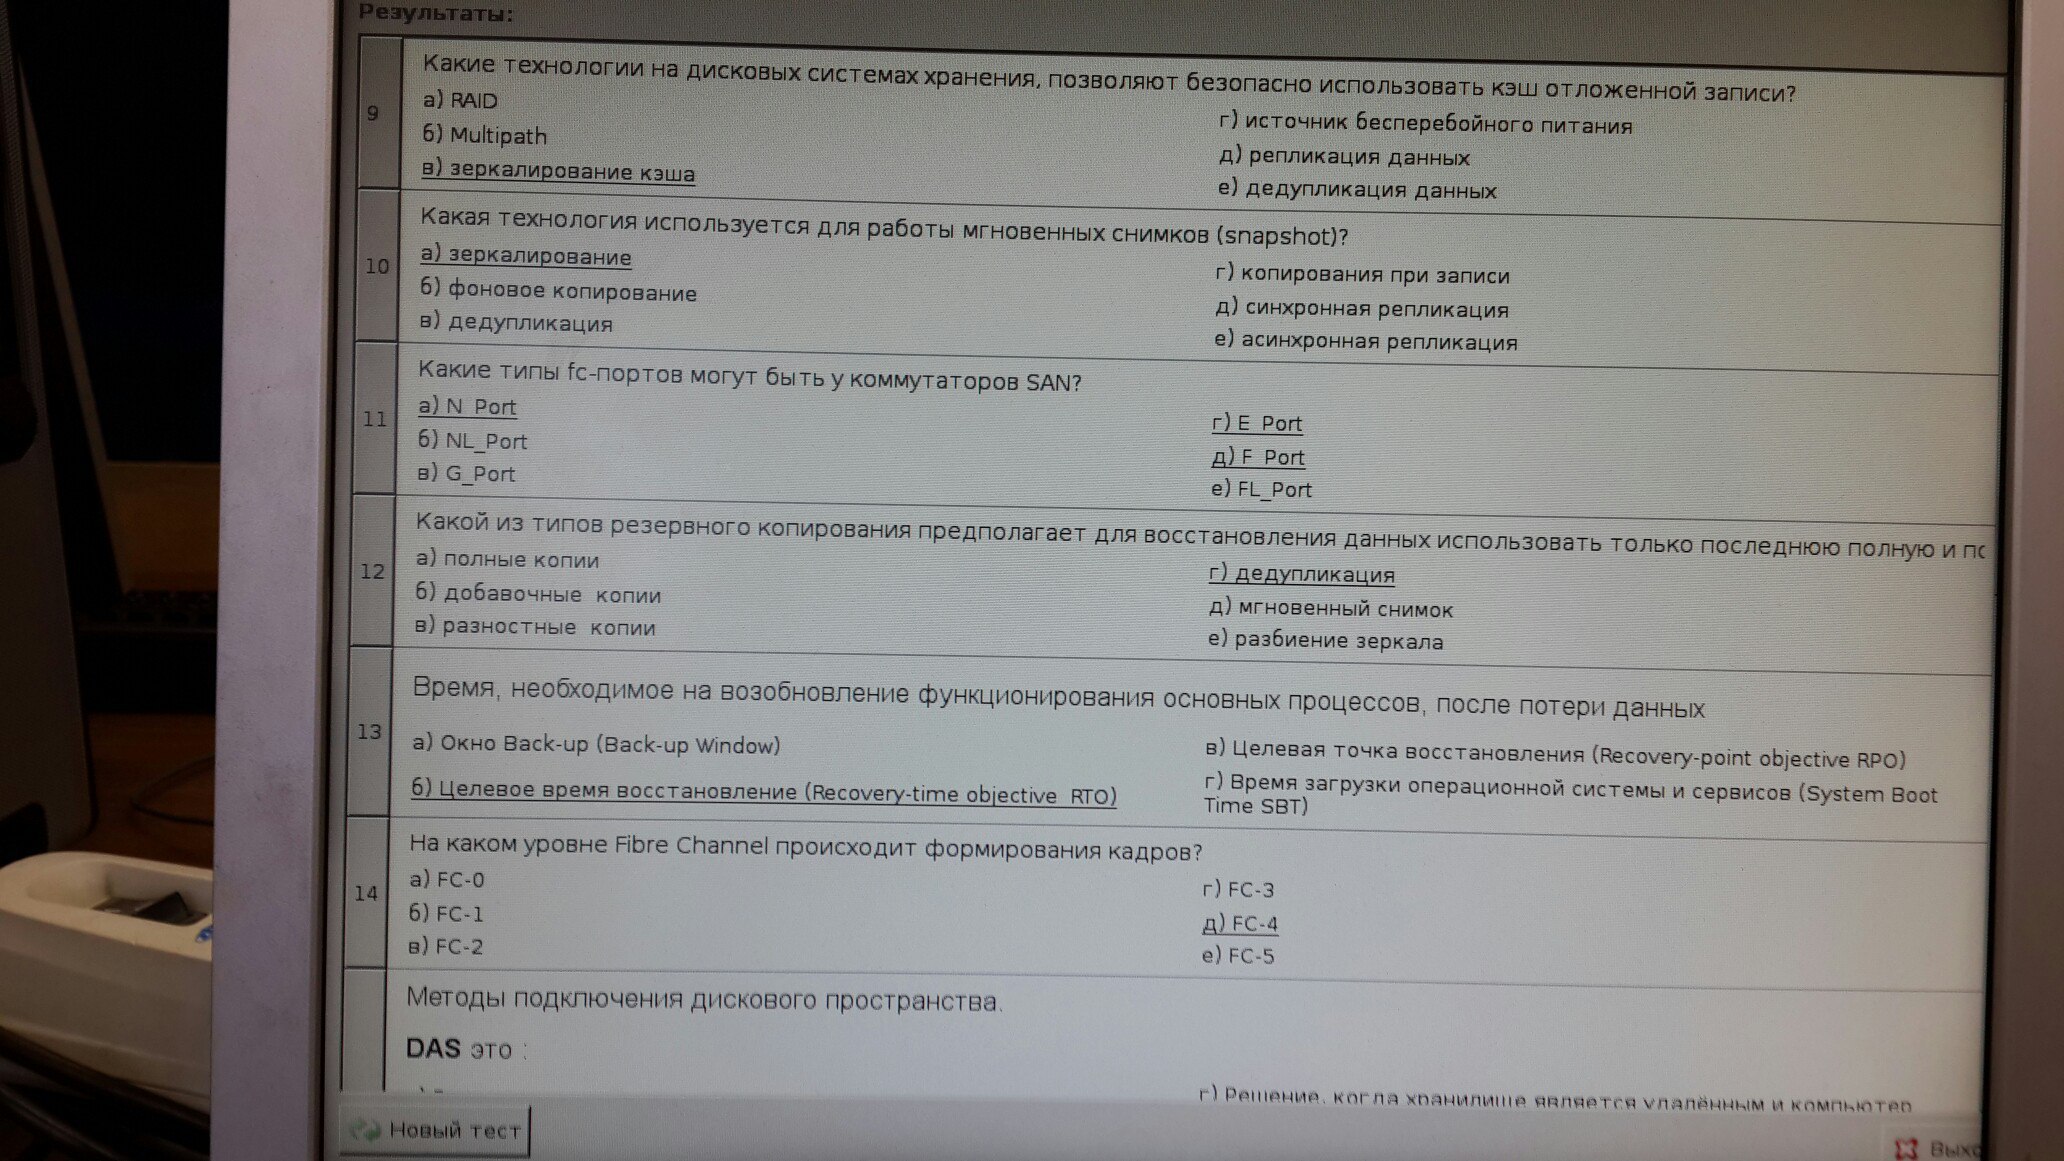 Результаты:
9
Какие технологии на дисковых системах хранения, позволяют безопасно использовать кэш отложенной записи?
а) RAID
б) Multipath
в) зеркалирование кэша
г) источник бесперебойного питания
д) репликация данных
е) дедупликация данных
10
Какая технология используется для работы мгновенных снимков (snapshot)?
а) зеркалирование
б) фоновое копирование
в) дедупликация
г) копирования при записи
д) синхронная репликация
е) асинхронная репликация
11
Какие типы fc-портов могут быть у коммутаторов SAN?
а) N_Port
б) NL_Port
в) G_Port
г) E_Port
д) F_Port
е) FL_Port
12
Какой из типов резервного копирования предполагает для восстановления данных использовать только последнюю полную и
а) полные копии
б) добавочные копии
в) разностные копии
г) дедупликация
д) мгновенный снимок
е) разбиение зеркала
13
Время, необходимое на возобновление функционирования основных процессов, после потери данных
а) Окно Back-up (Back-up Window)
б) Целевое время восстановление (Recovery-time objective RTO)
в) Целевая точка восстановления (Recovery-point objective RPO)
г) Время загрузки операционной системы и сервисов (System Boot
Time SBT)
14
На каком уровне Fibre Channel происходит формирования кадров?
а) FC-0
б) FC-1
в) FC-2
г) FC-3
д) FC-4
е) FC-5
Методы подключения дискового пространства.
DAS это :
г) Решение, когда хранилище является удалённым и компьютер
Новый тест